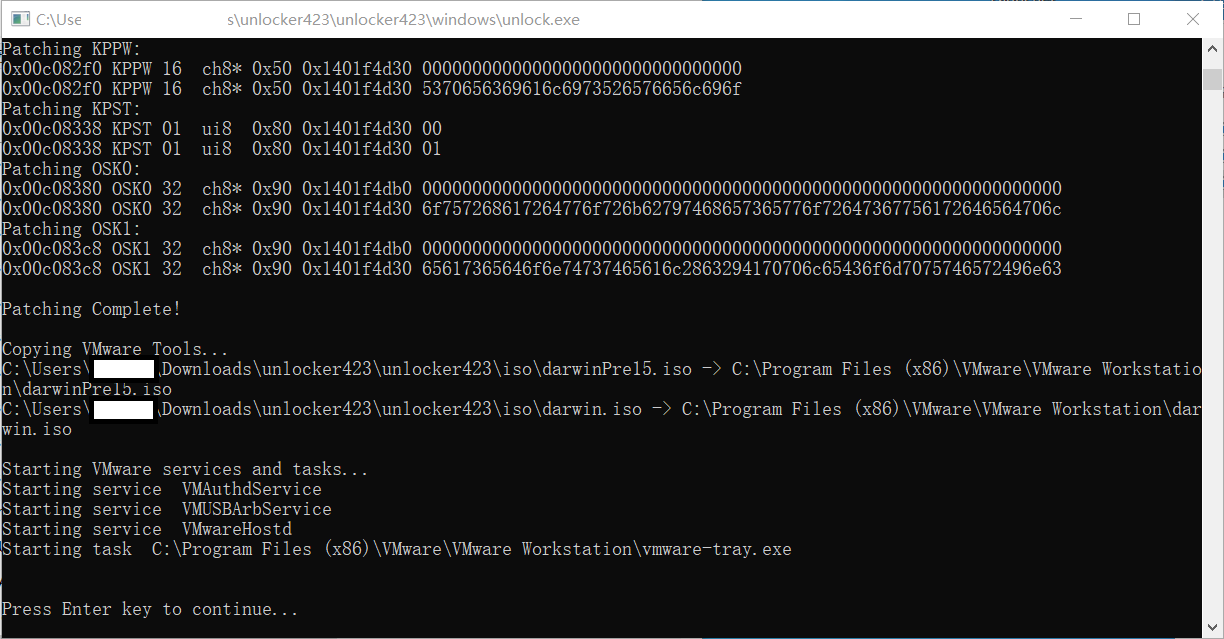 C:\Use s\unlocker423\unlocker423\windows\unlock.exe
Patching KPPW:
0x00c082f0 KPPW 16  ch8* 0x50 0x1401f4d30 00000000000000000000000000000000
0x00c082f0 KPPW 16  ch8* 0x50 0x1401f4d30 5370656369616c6973526576656c696f
Patching KPST:
0x00c08338 KPST 01  ui8  0x80 0x1401f4d30 00
0x00c08338 KPST 01  ui8  0x80 0x1401f4d30 01
Patching OSK0:
0x00c08380 OSK0 32  ch8* 0x90 0x1401f4db0 0000000000000000000000000000000000000000000000000000000000000000
0x00c08380 OSK0 32  ch8* 0x90 0x1401f4d30 6f757268617264776f726b62797468657365776f72647367756172646564706c
Patching OSK1:
0x00c083c8 OSK1 32  ch8* 0x90 0x1401f4db0 0000000000000000000000000000000000000000000000000000000000000000
0x00c083c8 OSK1 32  ch8* 0x90 0x1401f4d30 65617365646f6e74737465616c2863294170706c65436f6d7075746572496e63

Patching Complete!

Copying VMware Tools...
C:\Users\ \Downloads\unlocker423\unlocker423\iso\darwinPre15.iso -> C:\Program Files (x86)\VMware\VMware Workstatio
n\darwinPre15.iso
C:\Users\ \Downloads\unlocker423\unlocker423\iso\darwin.iso -> C:\Program Files (x86)\VMware\VMware Workstation\dar
win.iso

Starting VMware services and tasks...
Starting service  VMAuthdService
Starting service  VMUSBArbService
Starting service  VMwareHostd
Starting task  C:\Program Files (x86)\VMware\VMware Workstation\vmware-tray.exe

Press Enter key to continue...